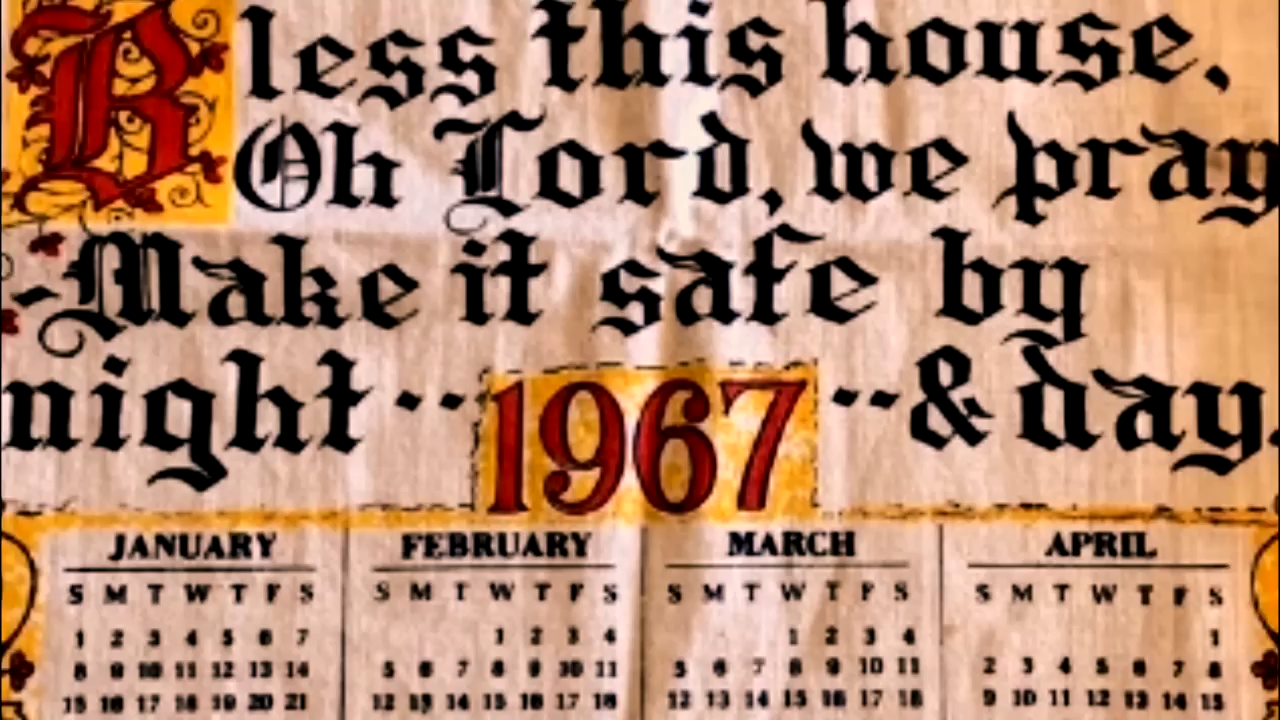 Bless this house,
Oh Lord, we pray
-Make it safe by
night--1967--& day.
JANUARY FEBRUARY MARCH APRIL
S M T W T F S S M T W T F S S M T W T F S S M T W T F S
1 2 3 4 5 6 7 1 2 3 4 1 2 3 4 1
8 9 10 11 12 13 14 5 6 7 8 9 10 11 5 6 7 8 9 10 11 2 3 4 5 6 7 8
15 16 17 18 19 20 21 12 13 14 15 16 17 18 12 13 14 15 16 17 18 9 10 11 12 13 14 15